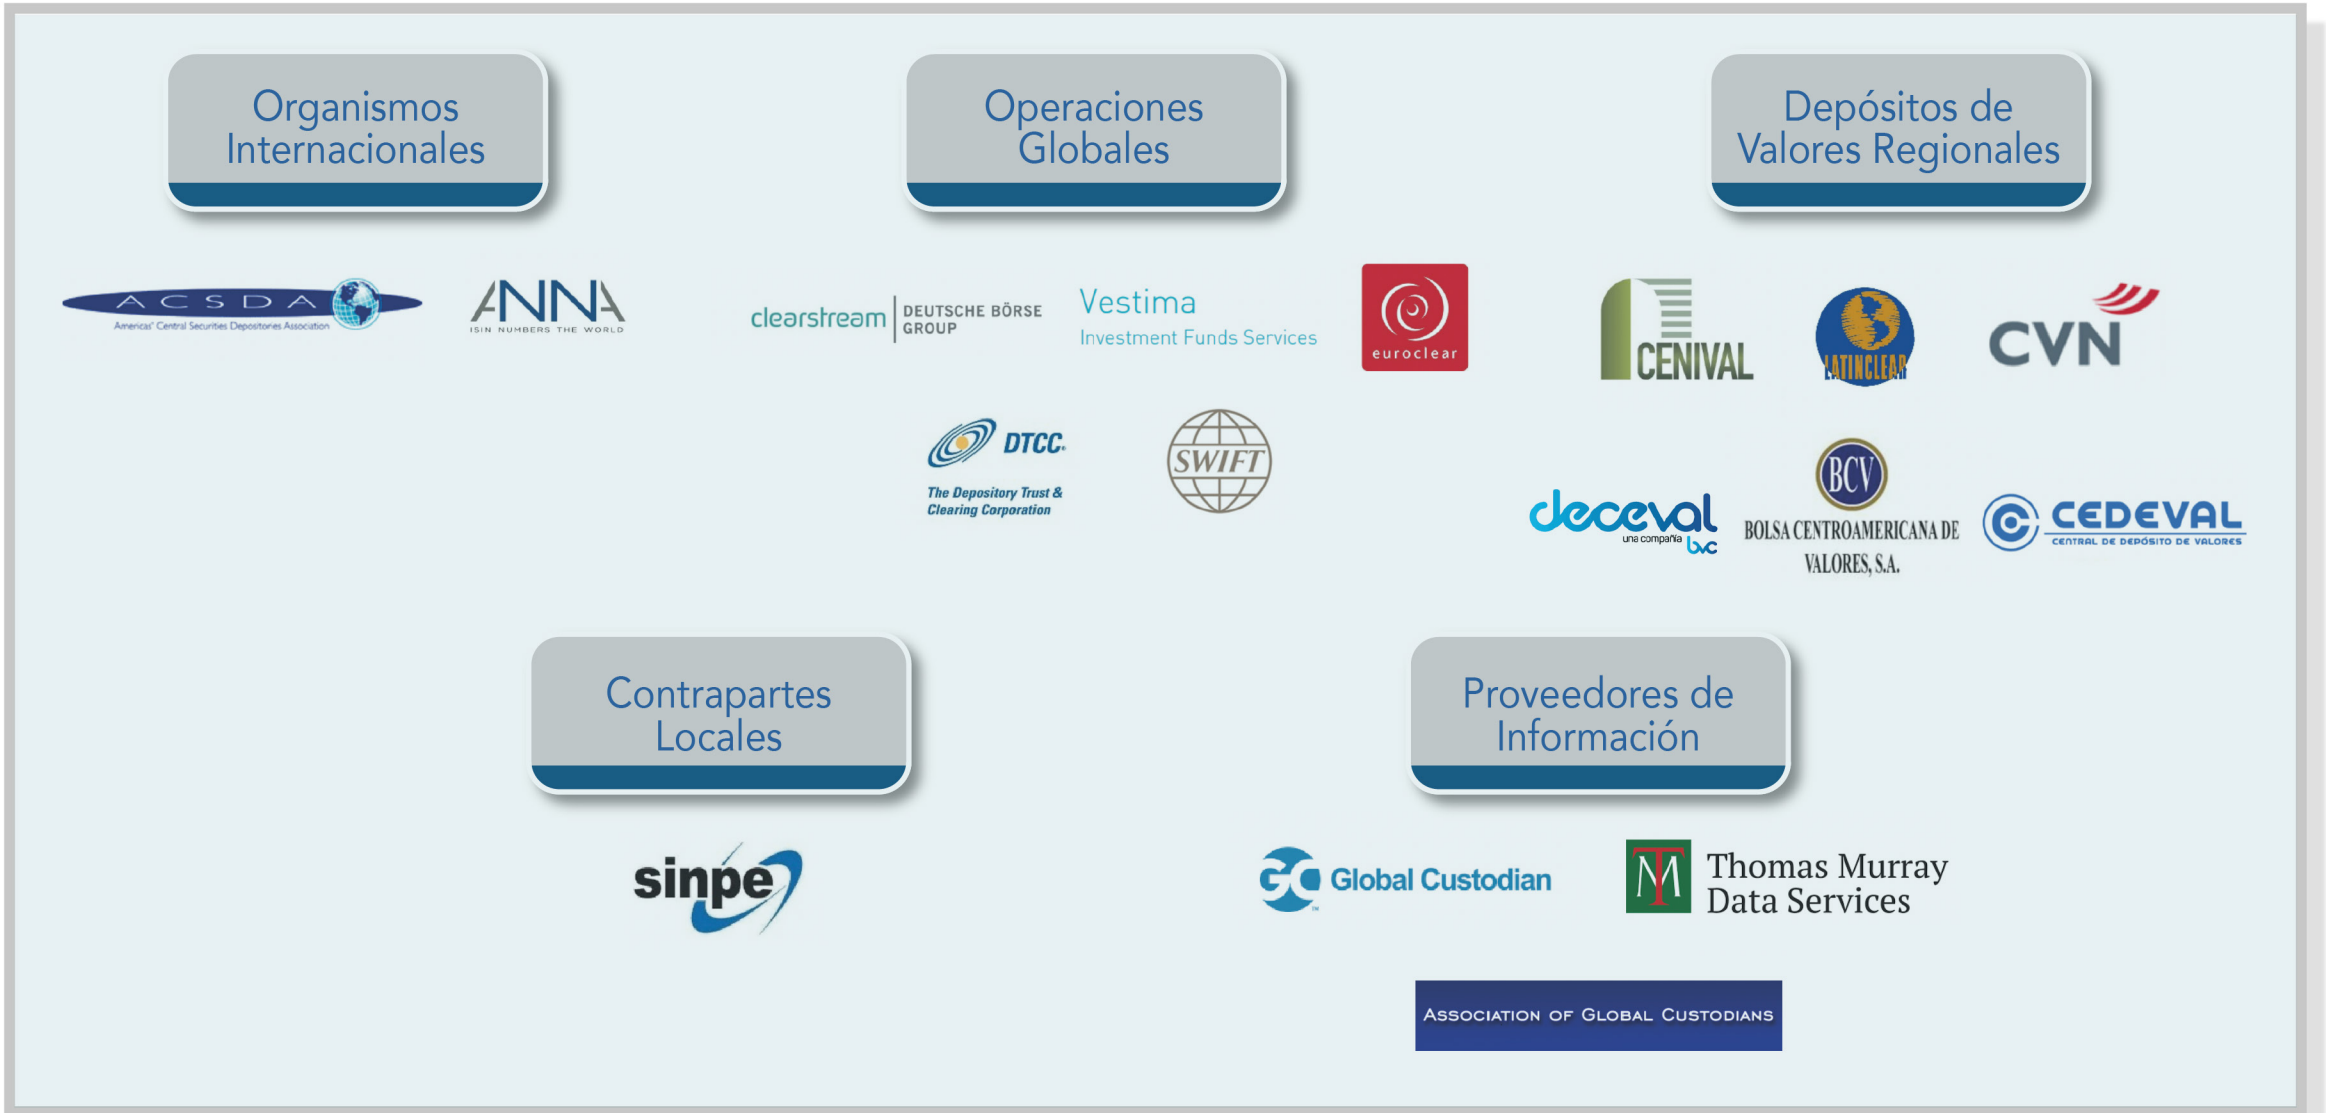 Organismos
Internacionales
Operaciones
Globales
Depósitos de
Valores Regionales
ACSDA
Americas' Central Securities Depositories Association
ANNA
ISIN NUMBERS THE WORLD
clearstream
DEUTSCHE BÖRSE
GROUP
Vestima
Investment Funds Services
euroclear
CENIVAL
LATINCLEAR
CVN
DTCC
The Depository Trust &
Clearing Corporation
SWIFT
deceval
una compañía
bvc
BCV
BOLSA CENTROAMERICANA DE
VALORES, S.A.
CEDEVAL
CENTRAL DE DEPÓSITO DE VALORES
Contrapartes
Locales
Proveedores de
Información
sinpe
GC Global Custodian
TM
Thomas Murray
Data Services
ASSOCIATION OF GLOBAL CUSTODIANS